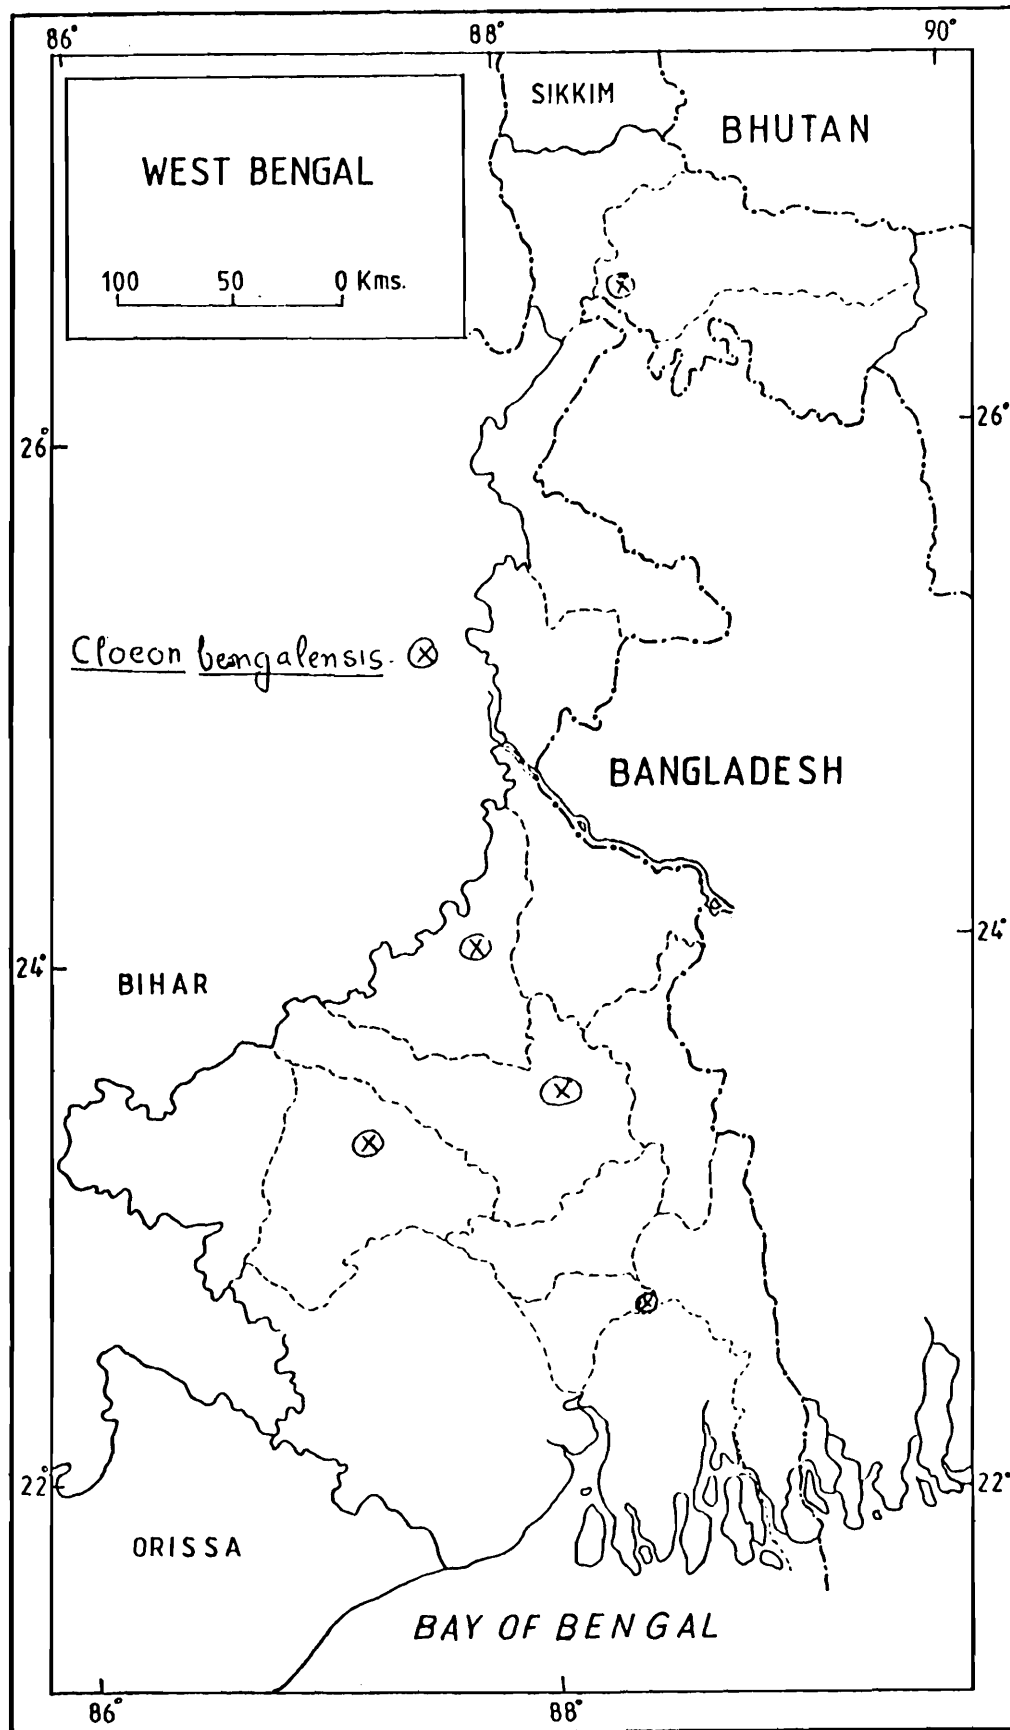 86° 88° 90°
SIKKIM
BHUTAN
WEST BENGAL
100 50 0 Kms.
26° 26°
Cloeon bengalensis. ⓧ
BANGLADESH
24° 24°
BIHAR
22° 22°
ORISSA
BAY OF BENGAL
86° 88°